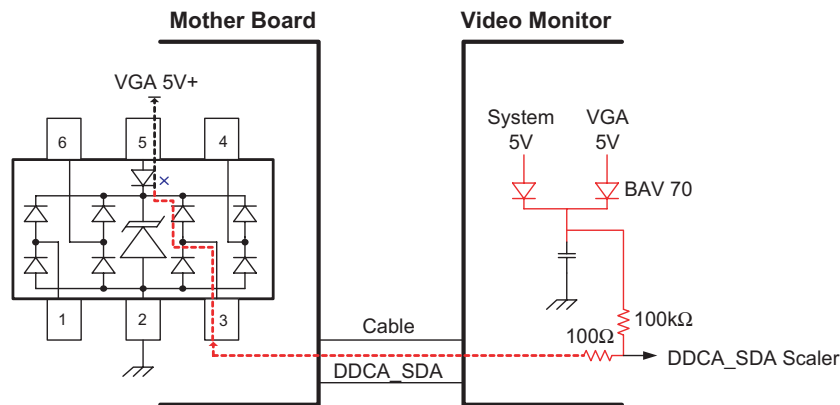 Mother Board
Video Monitor
VGA 5V+
System
5V
VGA
5V
6
5
4
x
BAV 70
1
2
3
Cable
100kΩ
100Ω
DDCA_SDA Scaler
DDCA_SDA